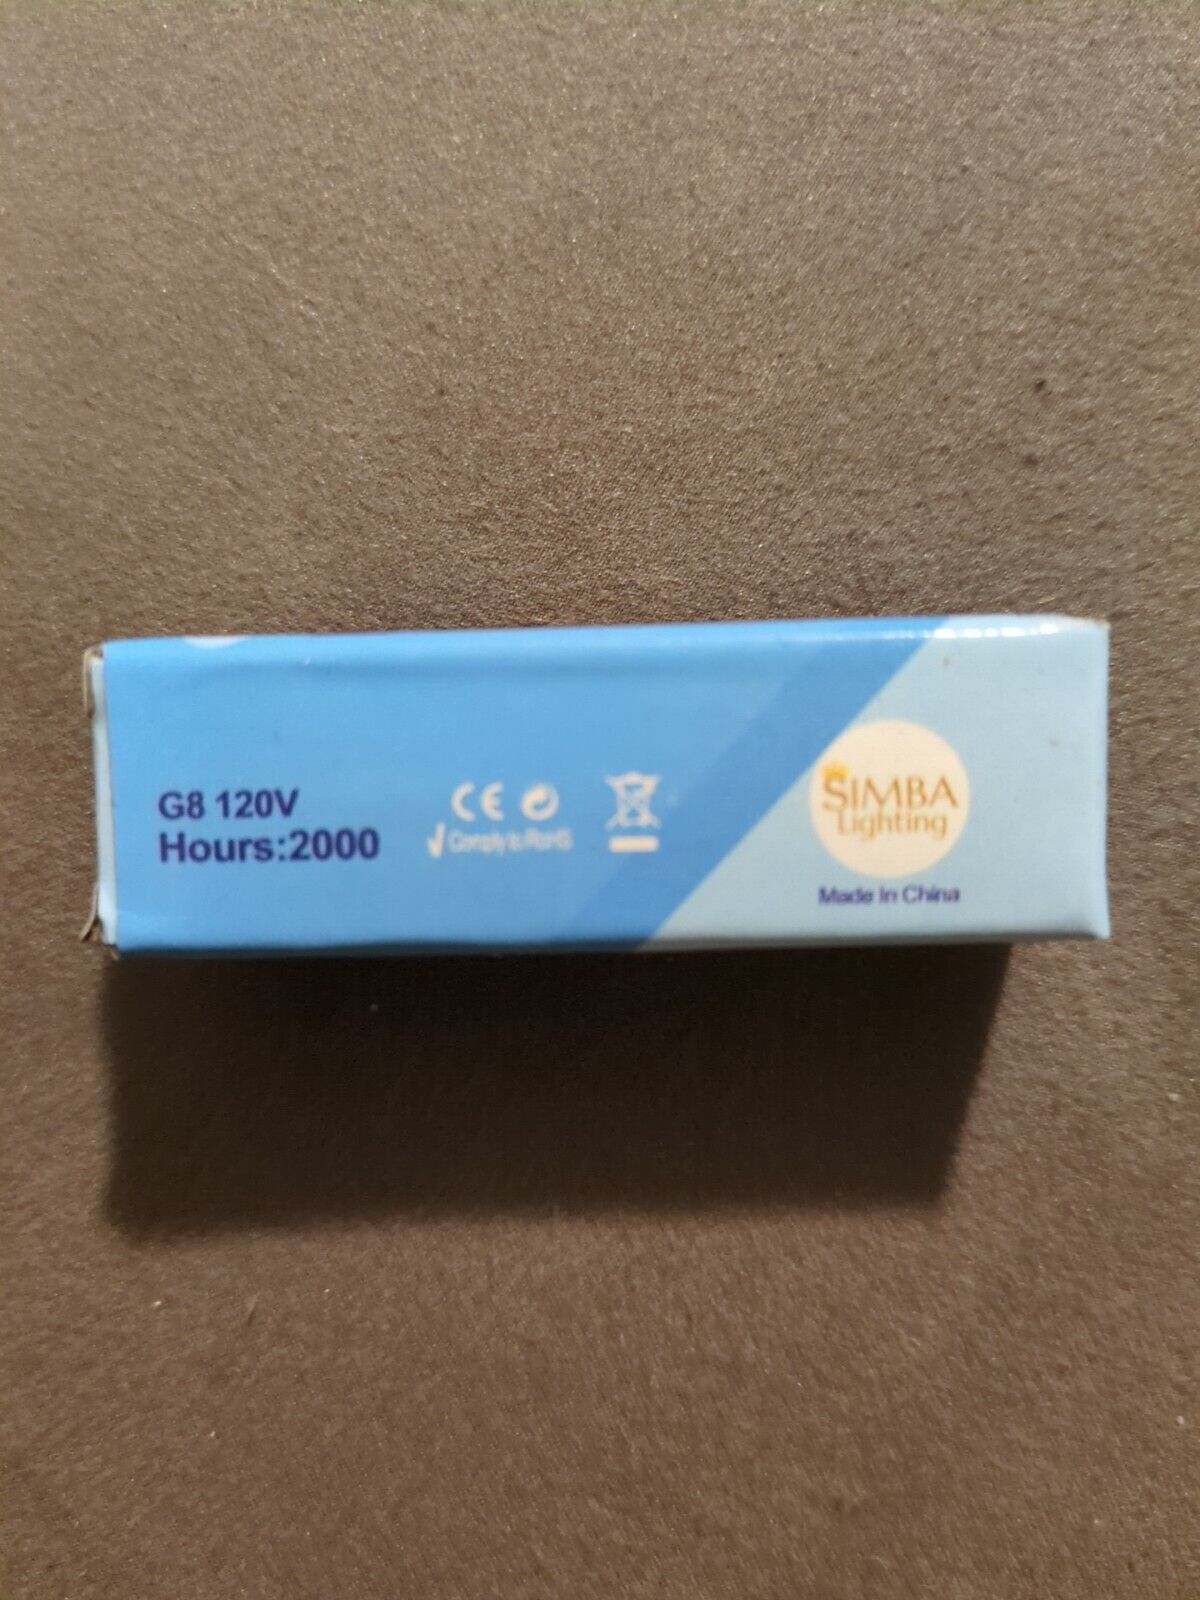 G8 120V
Hours:2000
CE
√ Comply to RoHS
SIMBA
Lighting
Made In China